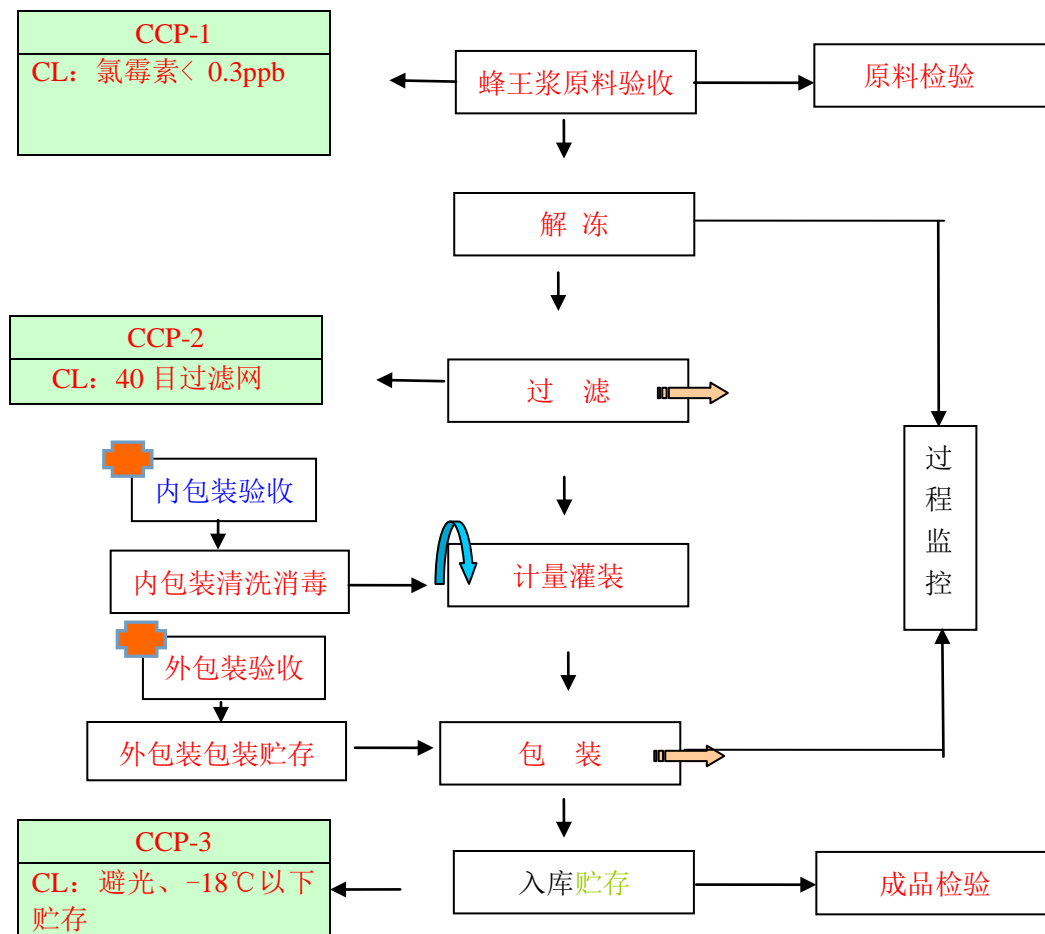 CCP-1
CL：氯霉素< 0.3ppb
蜂王浆原料验收
原料检验
解 冻
CCP-2
CL：40 目过滤网
过 滤
过
程
监
控
内包装验收
内包装清洗消毒
计量灌装
外包装验收
外包装包装贮存
包 装
CCP-3
CL：避光、-18℃以下
贮存
入库贮存
成品检验